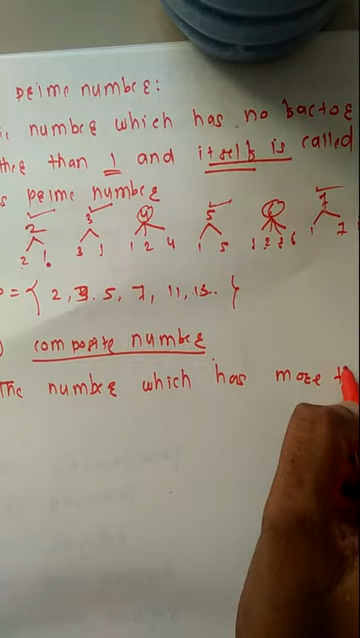 prime number:
number which has no factor
than 1 and itself is called
prime number
2 3 4 5 6 7
2 1 3 1 1 2 4 1 5 1 2 3 6 1 7
= { 2, 3, 5, 7, 11, 13. }
) composite number
The number which has more t